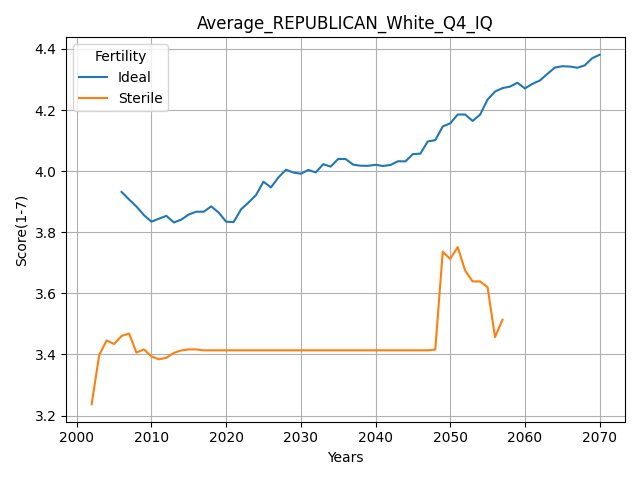 Average_REPUBLICAN_White_Q4_IQ
Fertility
Ideal
Sterile
Score(1-7)
4.4
4.2
4.0
3.8
3.6
3.4
3.2
2000 2010 2020 2030 2040 2050 2060 2070
Years